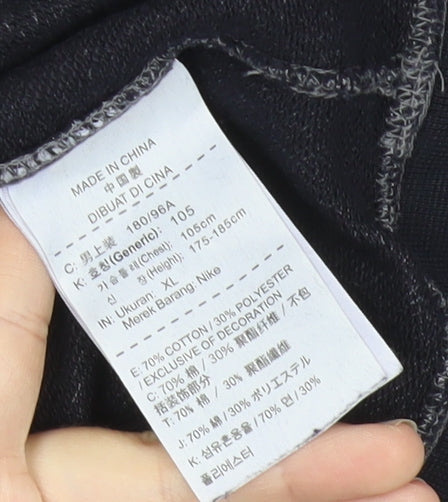 MADE IN CHINA
中国製
DIBUAT DI CINA
C: 男上装 180/96A
K: 호칭(Generic): 105
가슴둘레(Chest): 105cm
신 장(Height): 175-185cm
IN: Ukuran: XL
Merek Barang: Nike
E: 70% COTTON / 30% POLYESTER
/ EXCLUSIVE OF DECORATION
C: 70% 棉 / 30% 聚酯纤维 / 不包
括装饰部分
T: 70% 棉 / 30% 聚酯纖維
J: 70% 綿 / 30% ポリエステル
K: 섬유혼용율 / 70% 면 / 30%
폴리에스터